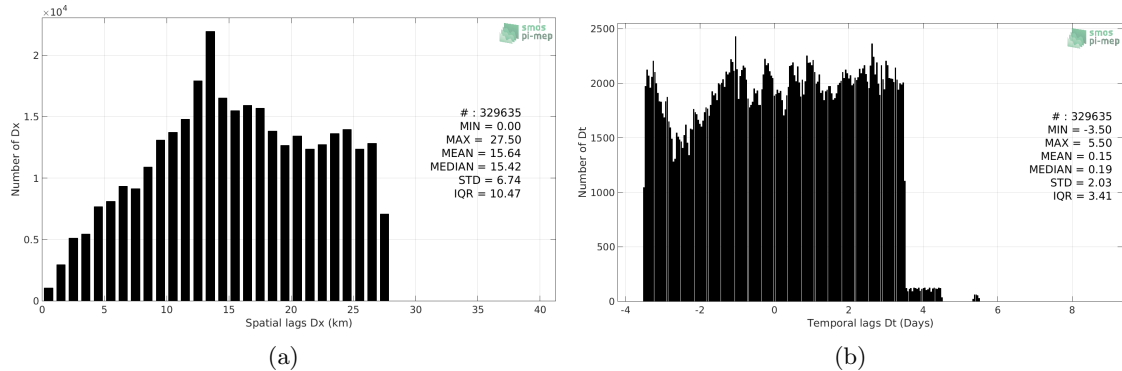 ×10⁴
2
1.5
1
0.5
0
Number of Dx
0 5 10 15 20 25 30 35 40
Spatial lags Dx (km)
smos
pi-mep
# : 329635
MIN = 0.00
MAX = 27.50
MEAN = 15.64
MEDIAN = 15.42
STD = 6.74
IQR = 10.47
(a)
2500
2000
1500
1000
500
0
Number of Dt
-4 -2 0 2 4 6 8
Temporal lags Dt (Days)
smos
pi-mep
# : 329635
MIN = -3.50
MAX = 5.50
MEAN = 0.15
MEDIAN = 0.19
STD = 2.03
IQR = 3.41
(b)